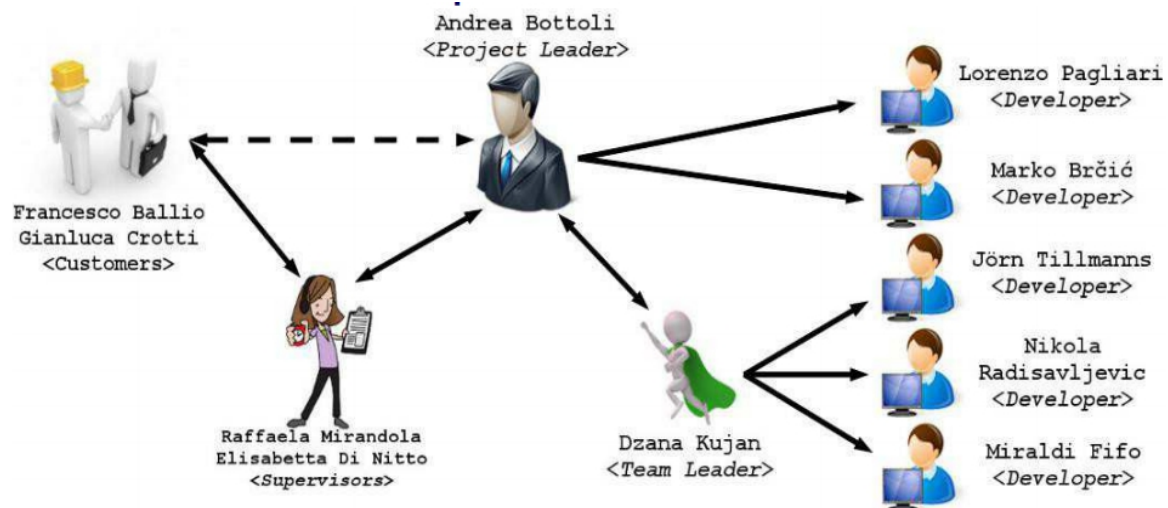 Andrea Bottoli
<Project Leader>
Lorenzo Pagliari
<Developer>
Marko Brčić
<Developer>
Francesco Ballio
Gianluca Crotti
<Customers>
Jörn Tillmanns
<Developer>
Nikola
Radisavljevic
<Developer>
Raffaela Mirandola
Elisabetta Di Nitto
<Supervisors>
Dzana Kujan
<Team Leader>
Miraldi Fifo
<Developer>